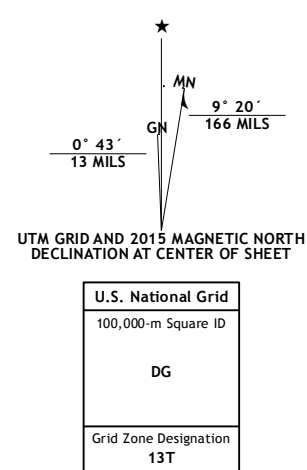 ★
MN
GN
9° 20´
166 MILS
0° 43´
13 MILS
UTM GRID AND 2015 MAGNETIC NORTH
DECLINATION AT CENTER OF SHEET
U.S. National Grid
100,000-m Square ID
DG
Grid Zone Designation
13T